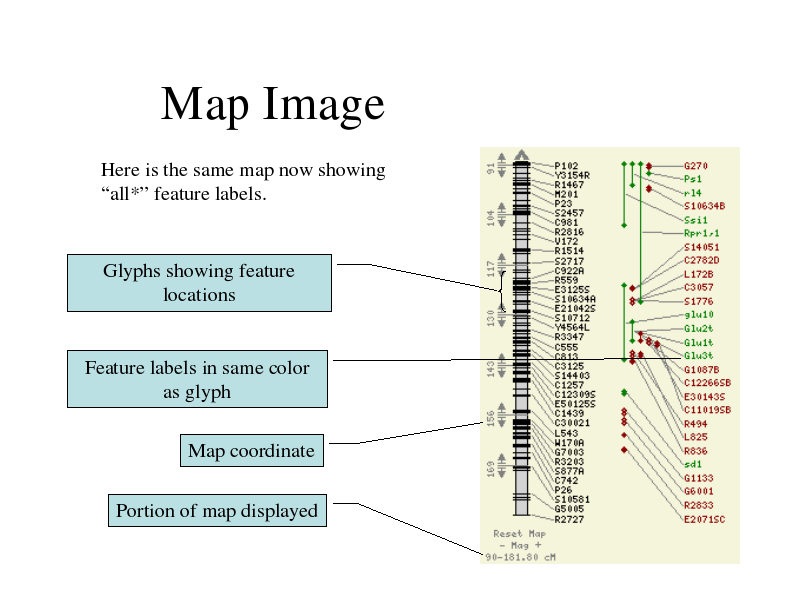 Map Image
Here is the same map now showing
“all*” feature labels.
Glyphs showing feature
locations
Feature labels in same color
as glyph
Map coordinate
Portion of map displayed
91
104
117
130
143
156
169
P102
Y3154R
R1467
M201
P23
S2457
C981
R2816
V172
R1514
S2717
C922A
R559
E3125S
S10634A
E21042S
S10712
Y4564L
R3347
C555
C813
C3125
S14403
C1257
C12309S
E50125S
C1439
C30021
L543
W170A
G7003
R3203
S877A
C742
P26
S10581
G5005
R2727
G270
Ps1
rl4
S10634B
Ssi1
Rpr1,1
S14051
C2782D
L172B
C3057
S1776
glu10
Glu2t
Glu1t
Glu3t
G1087B
C12266SB
E30143S
C11019SB
R494
L825
R836
sd1
G1133
G6001
R2833
E2071SC
Reset Map
- Mag +
90-181.80 cM